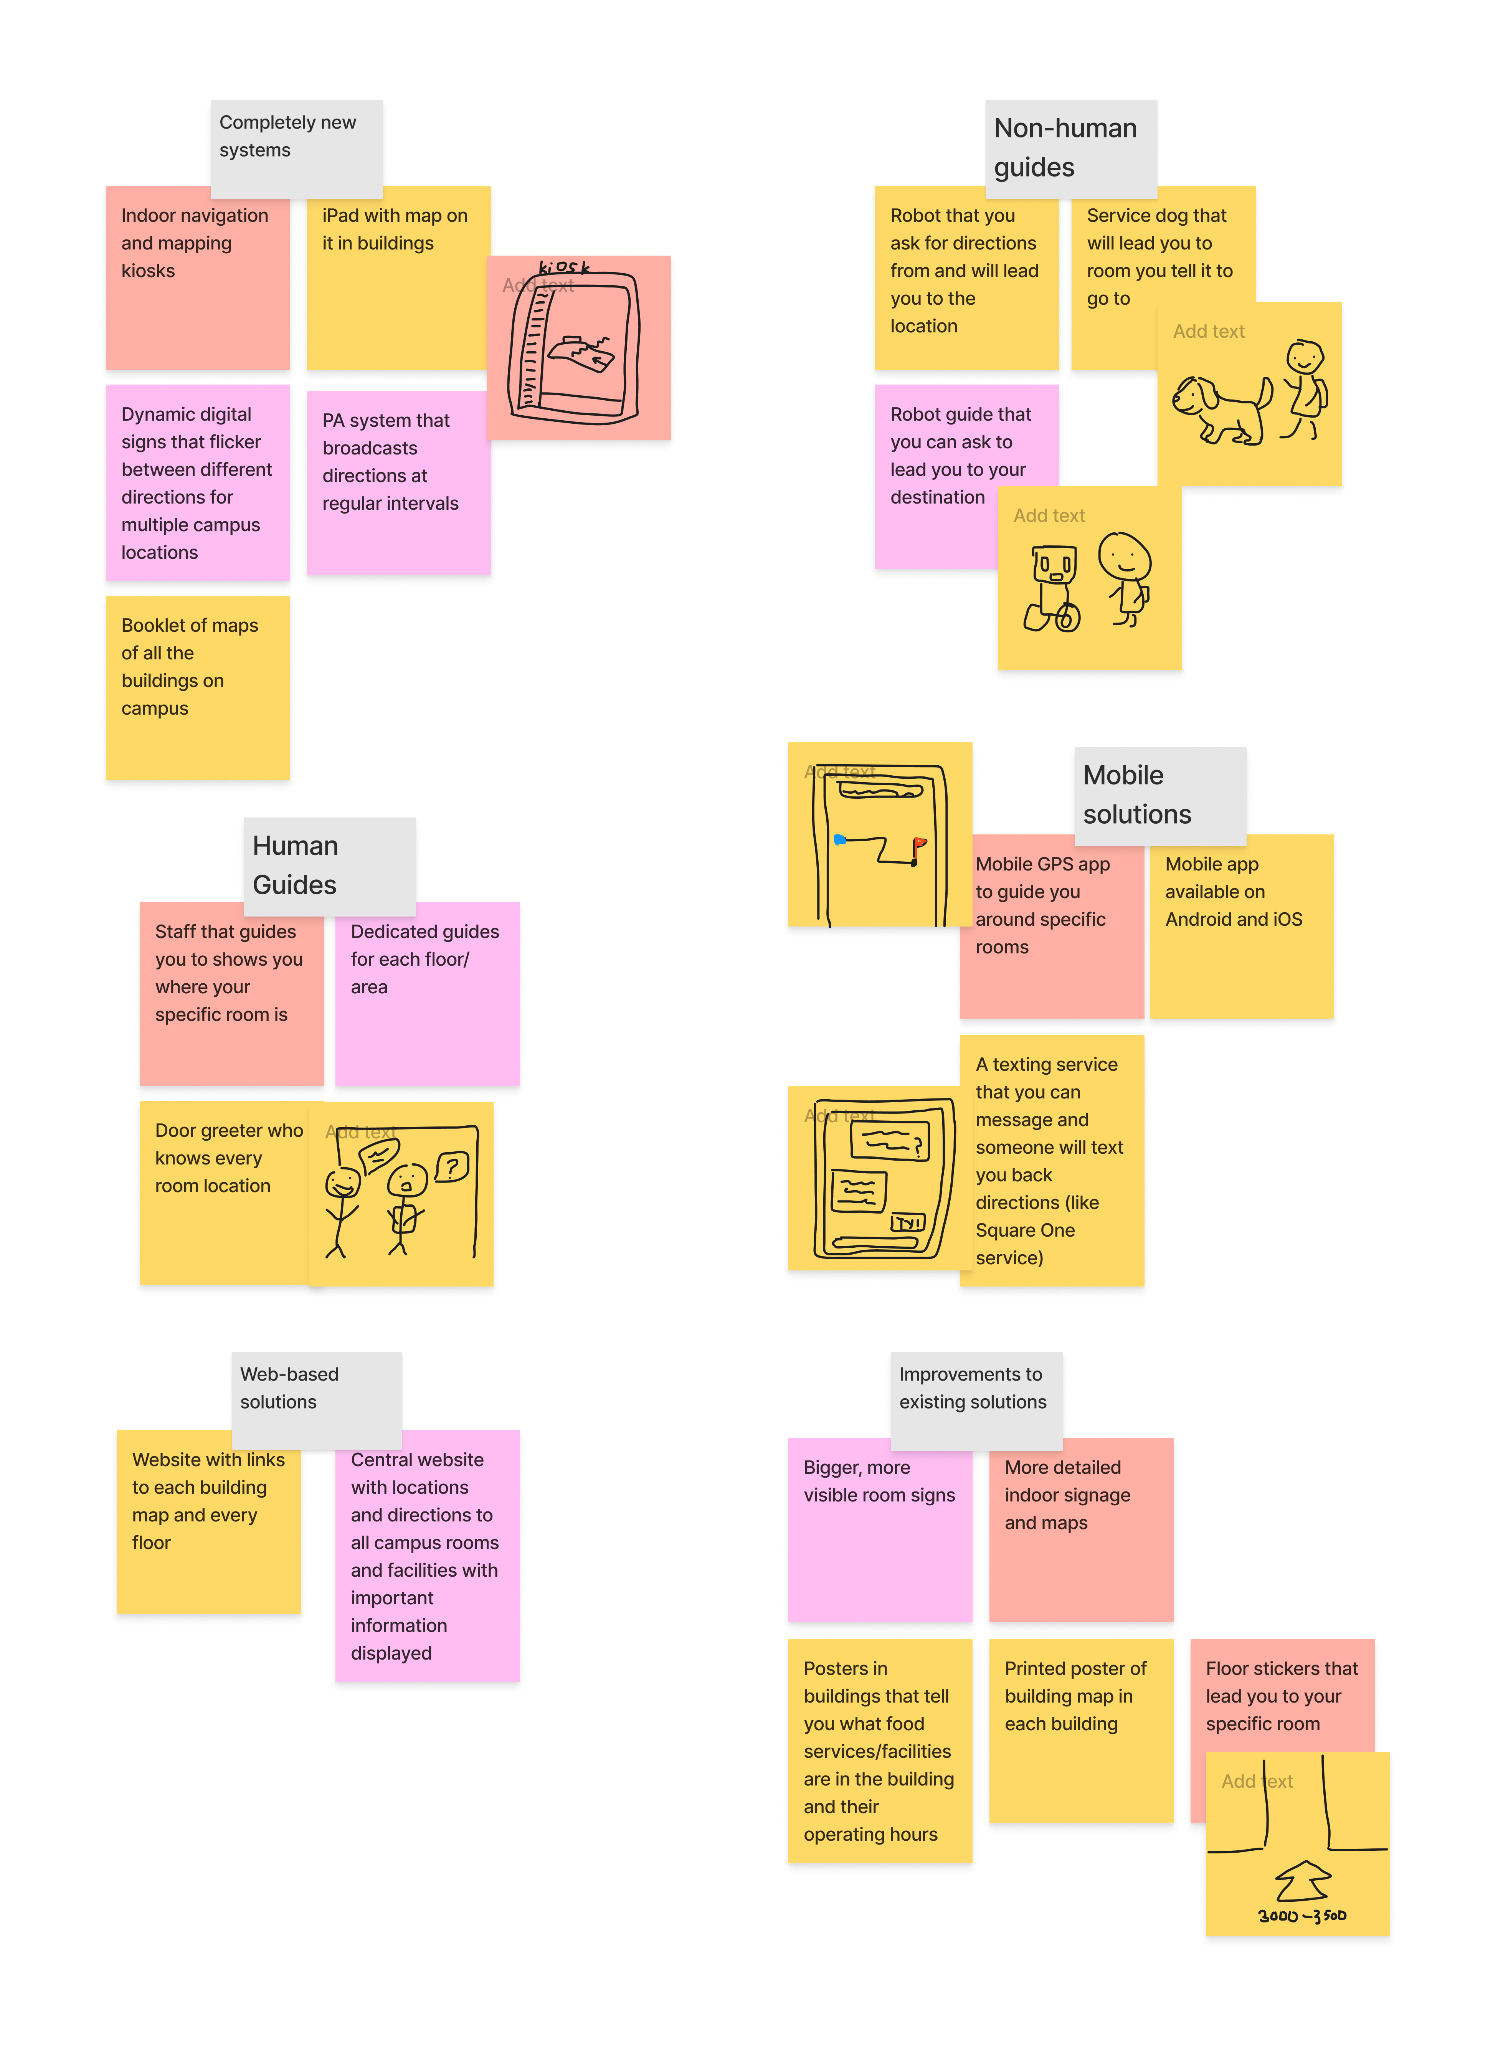 Completely new
systems
Indoor navigation
and mapping
kiosks
iPad with map on
it in buildings
kiosk
Add text
Dynamic digital
signs that flicker
between different
directions for
multiple campus
locations
PA system that
broadcasts
directions at
regular intervals
Booklet of maps
of all the
buildings on
campus
Non-human
guides
Robot that you
ask for directions
from and will lead
you to the
location
Service dog that
will lead you to
room you tell it to
go to
Add text
Robot guide that
you can ask to
lead you to your
destination
Add text
Human
Guides
Staff that guides
you to shows you
where your
specific room is
Dedicated guides
for each floor/
area
Door greeter who
knows every
room location
Add text
?
Mobile
solutions
Add text
Mobile GPS app
to guide you
around specific
rooms
Mobile app
available on
Android and iOS
Add text
?
Ty!
A texting service
that you can
message and
someone will text
you back
directions (like
Square One
service)
Web-based
solutions
Website with links
to each building
map and every
floor
Central website
with locations
and directions to
all campus rooms
and facilities with
important
information
displayed
Improvements to
existing solutions
Bigger, more
visible room signs
More detailed
indoor signage
and maps
Posters in
buildings that tell
you what food
services/facilities
are in the building
and their
operating hours
Printed poster of
building map in
each building
Floor stickers that
lead you to your
specific room
Add text
3000-3500